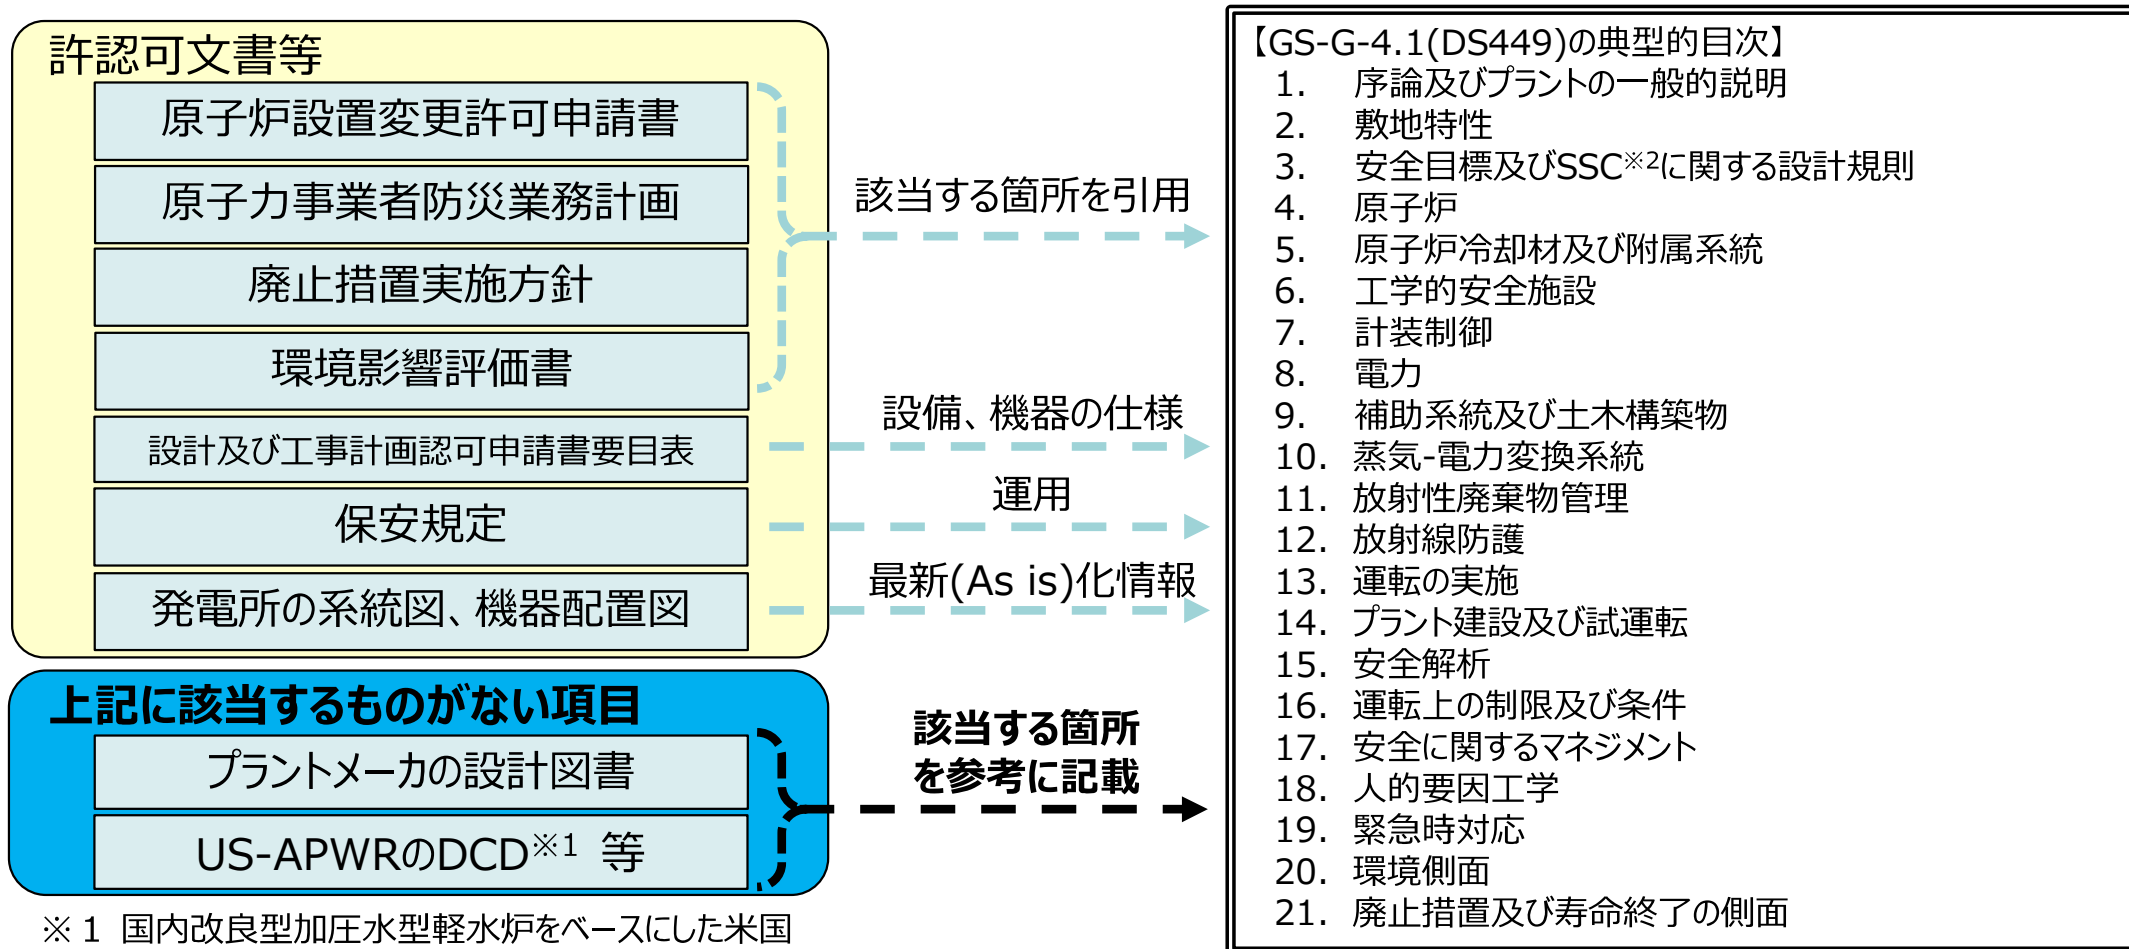 許認可文書等
原子炉設置変更許可申請書
原子力事業者防災業務計画
廃止措置実施方針
環境影響評価書
設計及び工事計画認可申請書要目表
保安規定
発電所の系統図、機器配置図
上記に該当するものがない項目
プラントメーカの設計図書
US-APWRのDCD※1 等
※1 国内改良型加圧水型軽水炉をベースにした米国
該当する箇所を引用
設備、機器の仕様
運用
最新(As is)化情報
該当する箇所
を参考に記載
【GS-G-4.1(DS449)の典型的目次】
1. 序論及びプラントの一般的説明
2. 敷地特性
3. 安全目標及びSSC※2に関する設計規則
4. 原子炉
5. 原子炉冷却材及び附属系統
6. 工学的安全施設
7. 計装制御
8. 電力
9. 補助系統及び土木構築物
10. 蒸気-電力変換系統
11. 放射性廃棄物管理
12. 放射線防護
13. 運転の実施
14. プラント建設及び試運転
15. 安全解析
16. 運転上の制限及び条件
17. 安全に関するマネジメント
18. 人的要因工学
19. 緊急時対応
20. 環境側面
21. 廃止措置及び寿命終了の側面